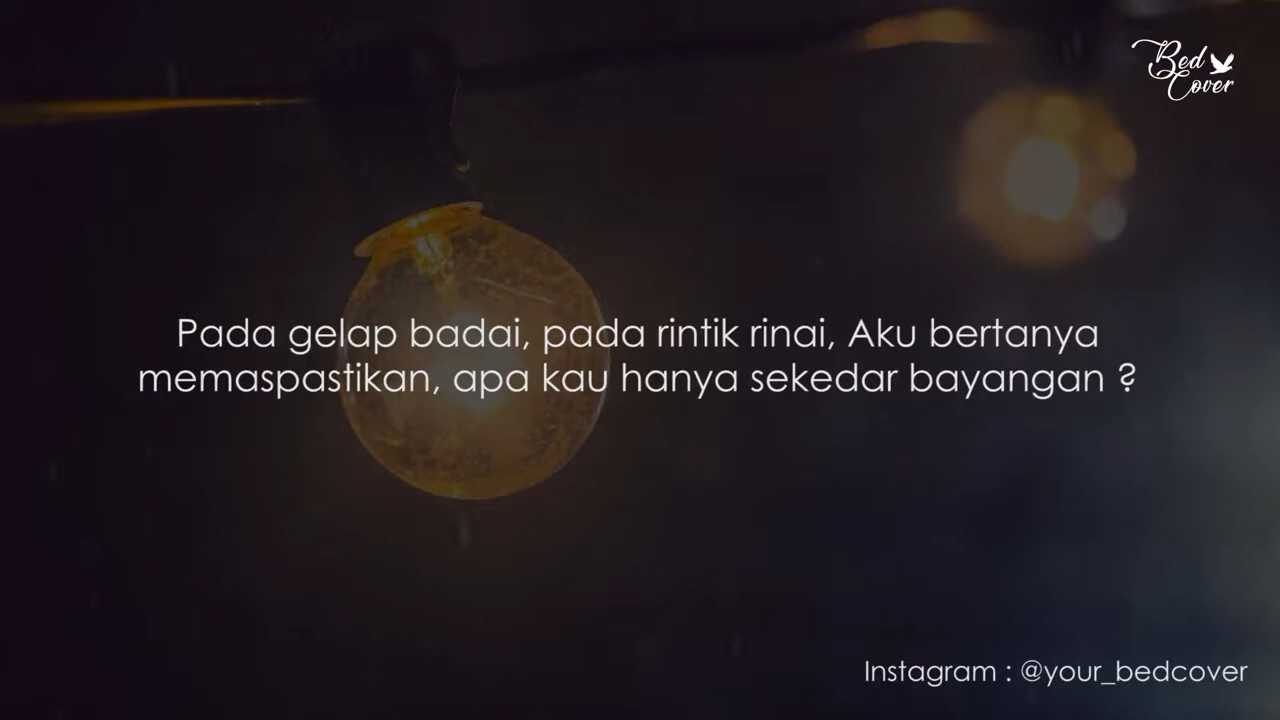 Bed
Cover
Pada gelap badai, pada rintik rinai, Aku bertanya
memaspastikan, apa kau hanya sekedar bayangan ?
Instagram : @your_bedcover